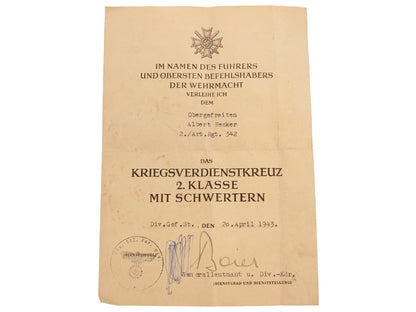 IM NAMEN DES FÜHRERS
UND OBERSTEN BEFEHLSHABERS
DER WEHRMACHT
VERLEIHE ICH
DEM
Obergefreiten
Albert Becker
2./Art.Rgt. 342
DAS
KRIEGSVERDIENSTKREUZ
2. KLASSE
MIT SCHWERTERN
Div.Gef.St. , DEN 20.April 1943.
Baier
Generalleutnant u. Div.-Kdr.
(DIENSTGRAD UND DIENSTSTELLUNG)